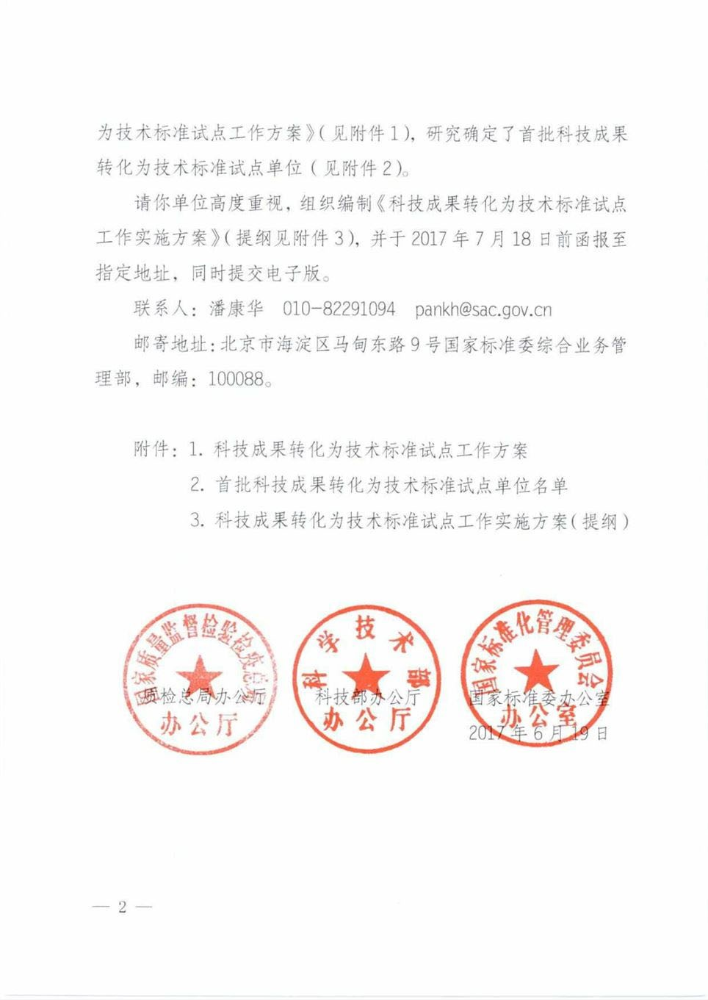 为技术标准试点工作方案》（见附件1），研究确定了首批科技成果
转化为技术标准试点单位（见附件2）。
请你单位高度重视，组织编制《科技成果转化为技术标准试点
工作实施方案》（提纲见附件3），并于2017年7月18日前函报至
指定地址，同时提交电子版。
联系人：潘康华 010-82291094 pankh@sac.gov.cn
邮寄地址：北京市海淀区马甸东路9号国家标准委综合业务管
理部，邮编：100088。
附件：1. 科技成果转化为技术标准试点工作方案
2. 首批科技成果转化为技术标准试点单位名单
3. 科技成果转化为技术标准试点工作实施方案（提纲）
国家质量监督检验检疫总局
办公厅
科学技术部
办公厅
国家标准化管理委员会
办公室
质检总局办公厅 科技部办公厅 国家标准委办公室
2017年6月19日
— 2 —